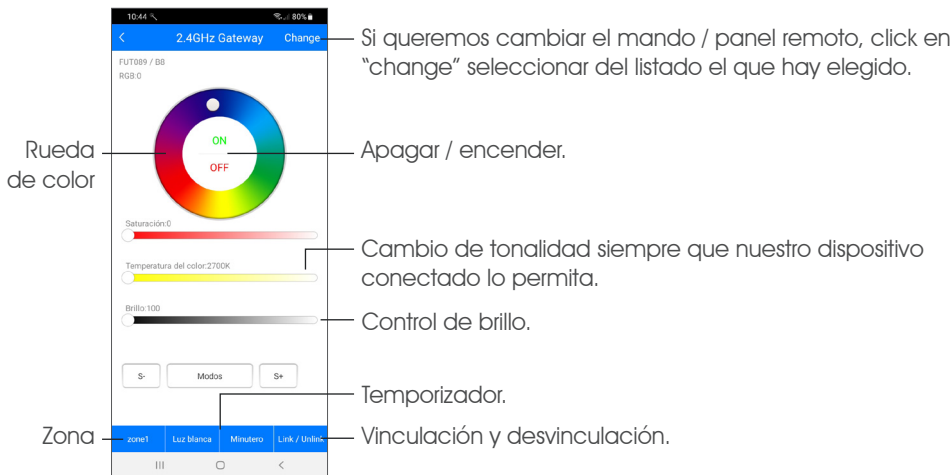 10:44
80%
2.4GHz Gateway
Change
Si queremos cambiar el mando / panel remoto, click en
“change” seleccionar del listado el que hay elegido.
FUT089 / B8
RGB:0
ON
OFF
Rueda
de color
Apagar / encender.
Saturación:0
Temperatura del color:2700K
Cambio de tonalidad siempre que nuestro dispositivo
conectado lo permita.
Brillo:100
Control de brillo.
S-
Modos
S+
Temporizador.
Zona
zone1
Luz blanca
Minutero
Link / Unlink
Vinculación y desvinculación.